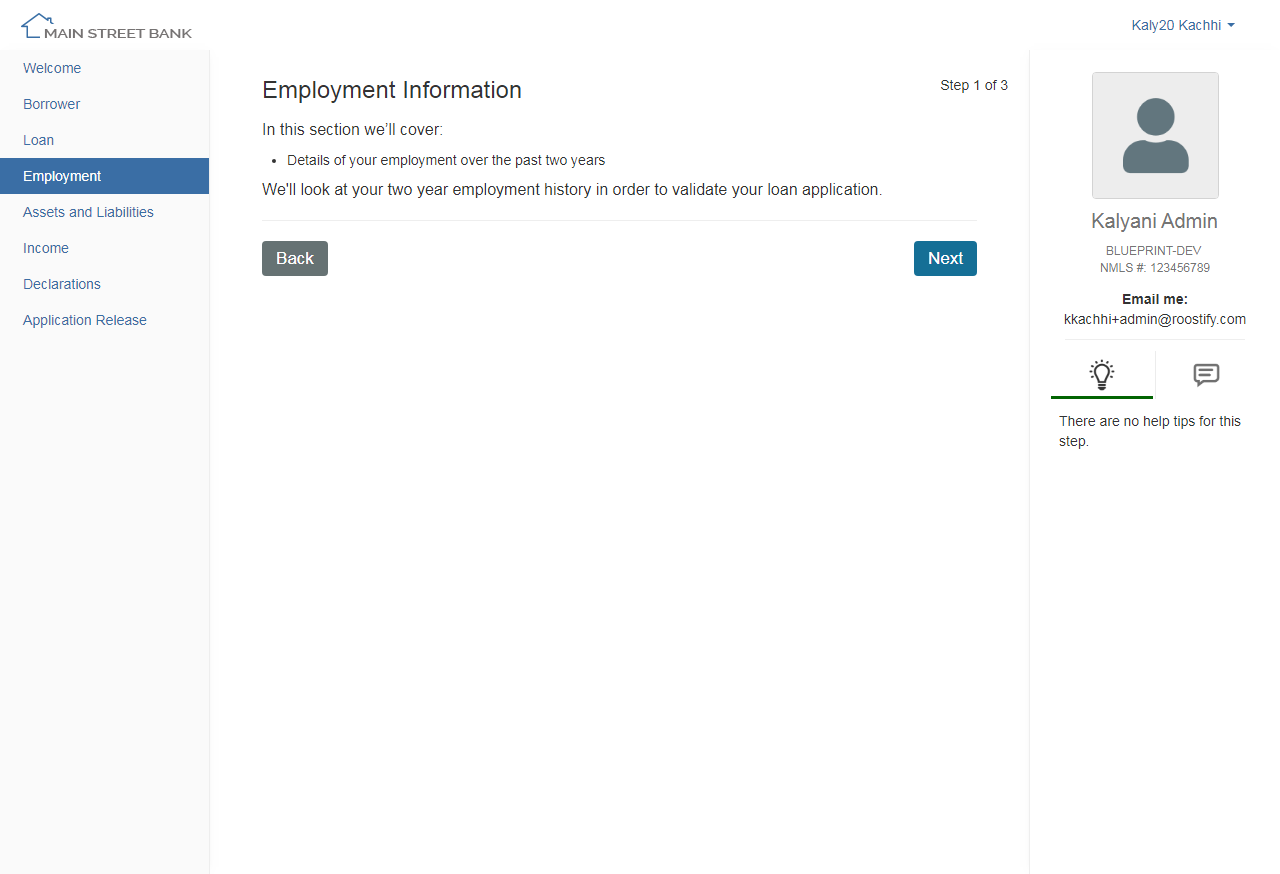 MAIN STREET BANK
Kaly20 Kachhi
Welcome
Borrower
Loan
Employment
Assets and Liabilities
Income
Declarations
Application Release
Employment Information
Step 1 of 3
In this section we’ll cover:
• Details of your employment over the past two years
We'll look at your two year employment history in order to validate your loan application.
Back
Next
Kalyani Admin
BLUEPRINT-DEV
NMLS #: 123456789
Email me:
kkachhi+admin@roostify.com
There are no help tips for this
step.